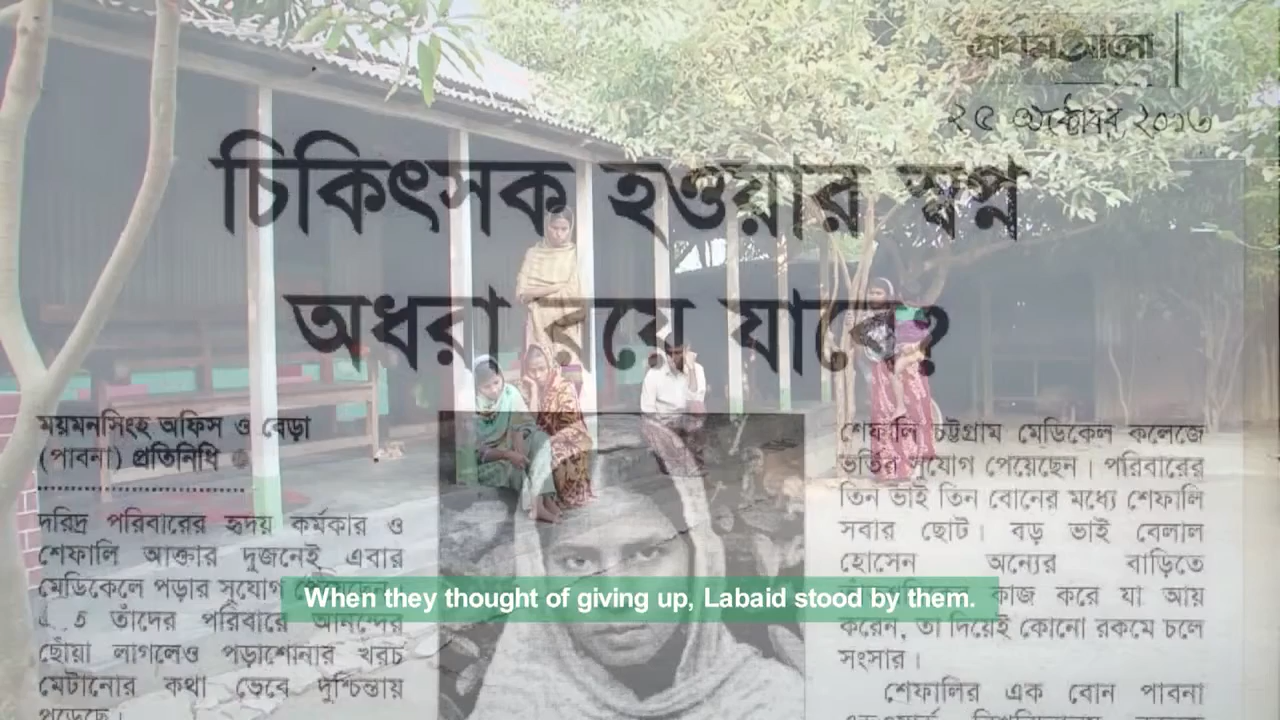 প্রথম আলো
২৫ অক্টোবর, ২০১৩
চিকিৎসক হওয়ার স্বপ্ন
অধরা রয়ে যাবে?
ময়মনসিংহ অফিস ও বেড়া
(পাবনা) প্রতিনিধি
দরিদ্র পরিবারের হৃদয় কর্মকার ও
শেফালি আক্তার দুজনেই এবার
মেডিকেলে পড়ার সুযোগ পেয়েছেন।
তাঁদের পরিবারে আনন্দের
ছোঁয়া লাগলেও পড়াশোনার খরচ
মেটানোর কথা ভেবে দুশ্চিন্তায়
পড়েছে।
শেফালি চট্টগ্রাম মেডিকেল কলেজে
ভর্তির সুযোগ পেয়েছেন। পরিবারের
তিন ভাই তিন বোনের মধ্যে শেফালি
সবার ছোট। বড় ভাই বেলাল
হোসেন অন্যের বাড়িতে
কাজ করে যা আয়
করেন, তা দিয়েই কোনো রকমে চলে
সংসার।
শেফালির এক বোন পাবনা
When they thought of giving up, Labaid stood by them.